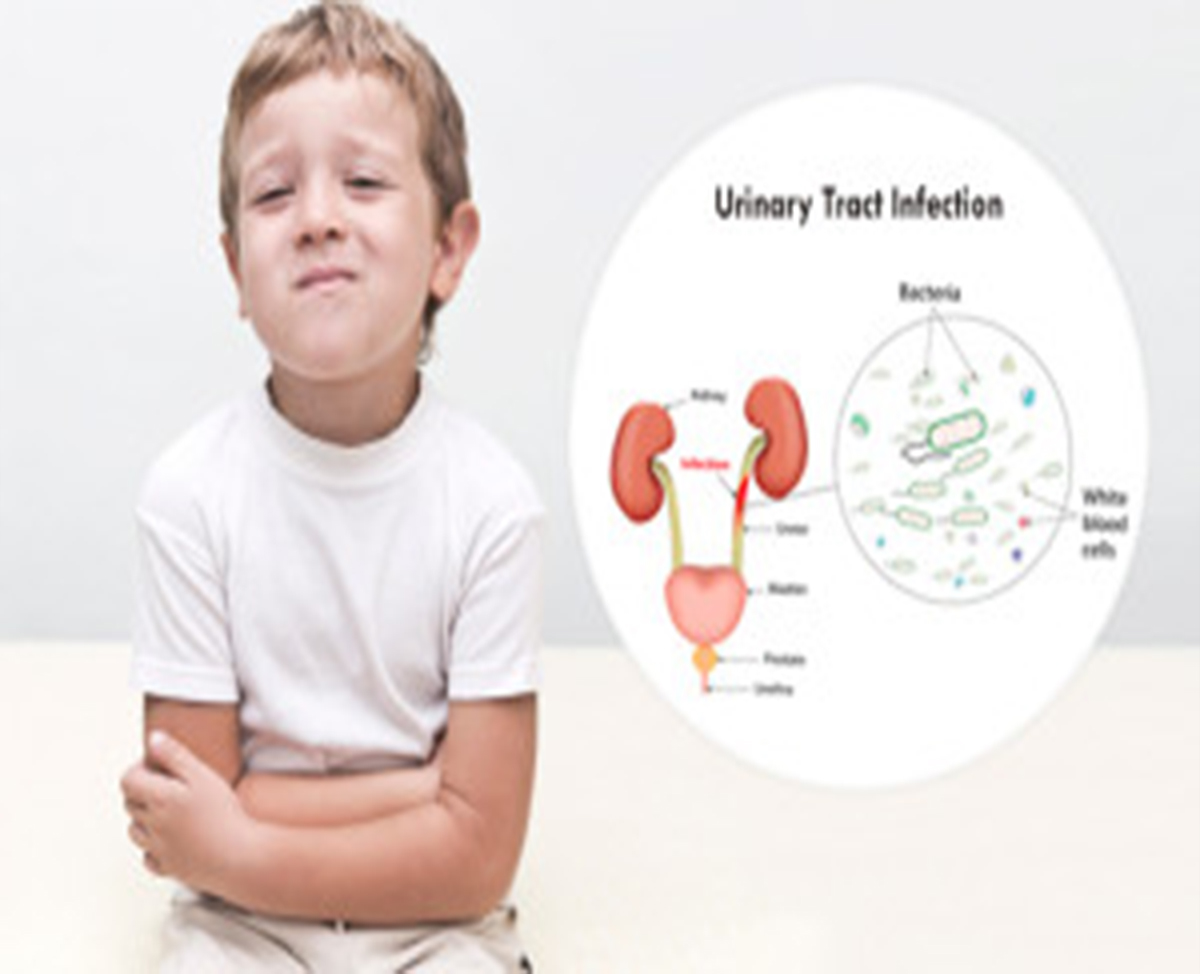 Urinary Tract Infection
Bacteria
Kidney
Infection
White
blood
cells
Ureter
Bladder
Prostate
Urethra